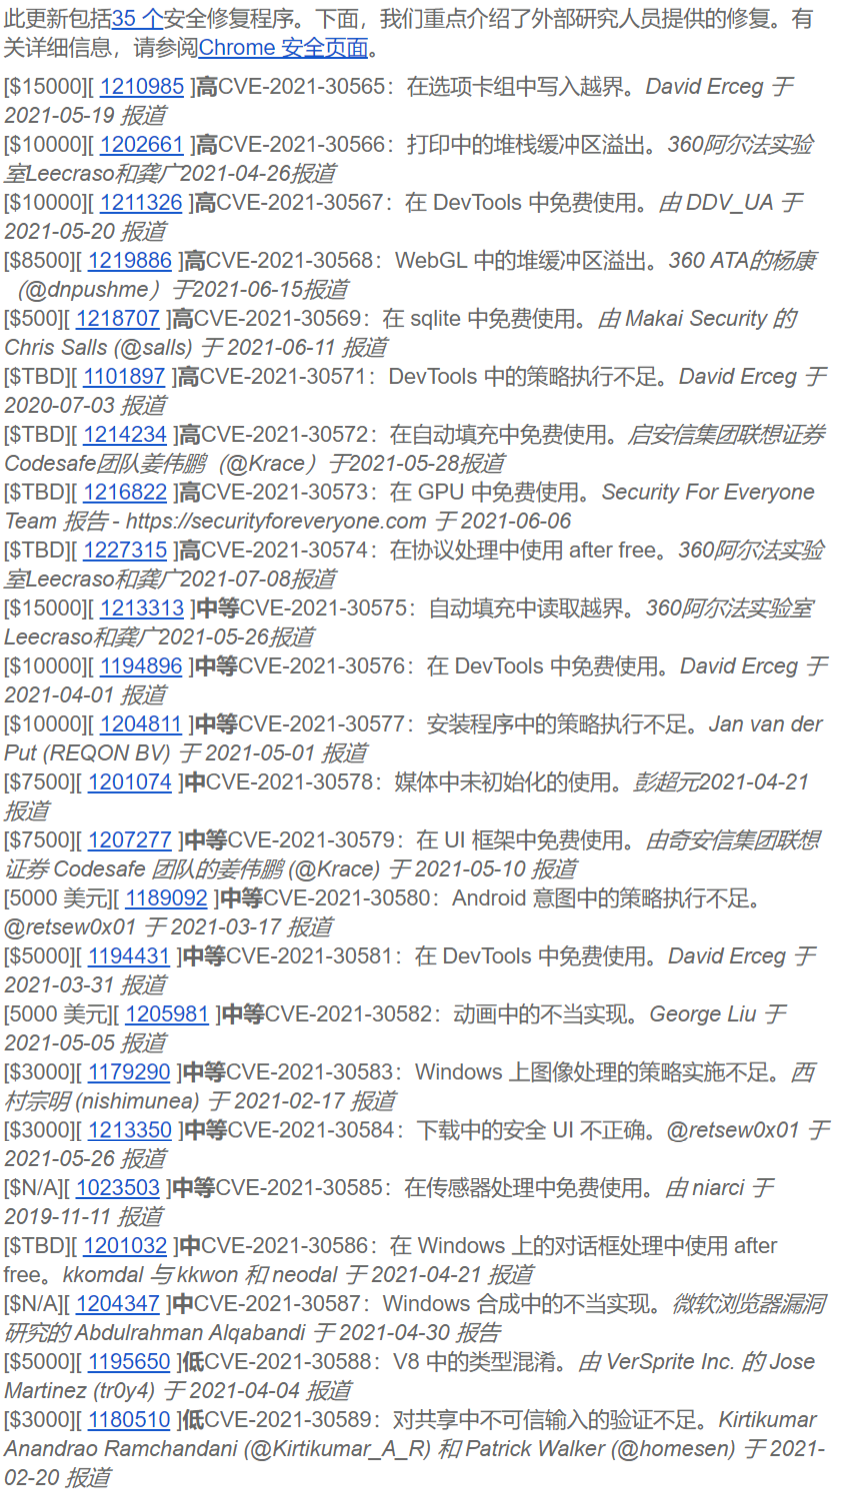 此更新包括35 个安全修复程序。下面，我们重点介绍了外部研究人员提供的修复。有
关详细信息，请参阅Chrome 安全页面。
[$15000][ 1210985 ]高CVE-2021-30565：在选项卡组中写入越界。David Erceg 于
2021-05-19 报道
[$10000][ 1202661 ]高CVE-2021-30566：打印中的堆栈缓冲区溢出。360阿尔法实验
室Leecraso和龚广2021-04-26报道
[$10000][ 1211326 ]高CVE-2021-30567：在 DevTools 中免费使用。由 DDV_UA 于
2021-05-20 报道
[$8500][ 1219886 ]高CVE-2021-30568：WebGL 中的堆缓冲区溢出。360 ATA的杨康
（@dnpushme）于2021-06-15报道
[$500][ 1218707 ]高CVE-2021-30569：在 sqlite 中免费使用。由 Makai Security 的
Chris Salls (@salls) 于 2021-06-11 报道
[$TBD][ 1101897 ]高CVE-2021-30571：DevTools 中的策略执行不足。David Erceg 于
2020-07-03 报道
[$TBD][ 1214234 ]高CVE-2021-30572：在自动填充中免费使用。启安信集团联想证券
Codesafe团队姜伟鹏（@Krace）于2021-05-28报道
[$TBD][ 1216822 ]高CVE-2021-30573：在 GPU 中免费使用。Security For Everyone
Team 报告 - https://securityforeveryone.com 于 2021-06-06
[$TBD][ 1227315 ]高CVE-2021-30574：在协议处理中使用 after free。360阿尔法实验
室Leecraso和龚广2021-07-08报道
[$15000][ 1213313 ]中等CVE-2021-30575：自动填充中读取越界。360阿尔法实验室
Leecraso和龚广2021-05-26报道
[$10000][ 1194896 ]中等CVE-2021-30576：在 DevTools 中免费使用。David Erceg 于
2021-04-01 报道
[$10000][ 1204811 ]中等CVE-2021-30577：安装程序中的策略执行不足。Jan van der
Put (REQON BV) 于 2021-05-01 报道
[$7500][ 1201074 ]中CVE-2021-30578：媒体中未初始化的使用。彭超元2021-04-21
报道
[$7500][ 1207277 ]中等CVE-2021-30579：在 UI 框架中免费使用。由奇安信集团联想
证券 Codesafe 团队的姜伟鹏 (@Krace) 于 2021-05-10 报道
[5000 美元][ 1189092 ]中等CVE-2021-30580：Android 意图中的策略执行不足。
@retsew0x01 于 2021-03-17 报道
[$5000][ 1194431 ]中等CVE-2021-30581：在 DevTools 中免费使用。David Erceg 于
2021-03-31 报道
[5000 美元][ 1205981 ]中等CVE-2021-30582：动画中的不当实现。George Liu 于
2021-05-05 报道
[$3000][ 1179290 ]中等CVE-2021-30583：Windows 上图像处理的策略实施不足。西
村宗明 (nishimunea) 于 2021-02-17 报道
[$3000][ 1213350 ]中等CVE-2021-30584：下载中的安全 UI 不正确。@retsew0x01 于
2021-05-26 报道
[$N/A][ 1023503 ]中等CVE-2021-30585：在传感器处理中免费使用。由 niarci 于
2019-11-11 报道
[$TBD][ 1201032 ]中CVE-2021-30586：在 Windows 上的对话框处理中使用 after
free。kkomdal 与 kkwon 和 neodal 于 2021-04-21 报道
[$N/A][ 1204347 ]中CVE-2021-30587：Windows 合成中的不当实现。微软浏览器漏洞
研究的 Abdulrahman Alqabandi 于 2021-04-30 报告
[$5000][ 1195650 ]低CVE-2021-30588：V8 中的类型混淆。由 VerSprite Inc. 的 Jose
Martinez (tr0y4) 于 2021-04-04 报道
[$3000][ 1180510 ]低CVE-2021-30589：对共享中不可信输入的验证不足。Kirtikumar
Anandrao Ramchandani (@Kirtikumar_A_R) 和 Patrick Walker (@homesen) 于 2021-
02-20 报道